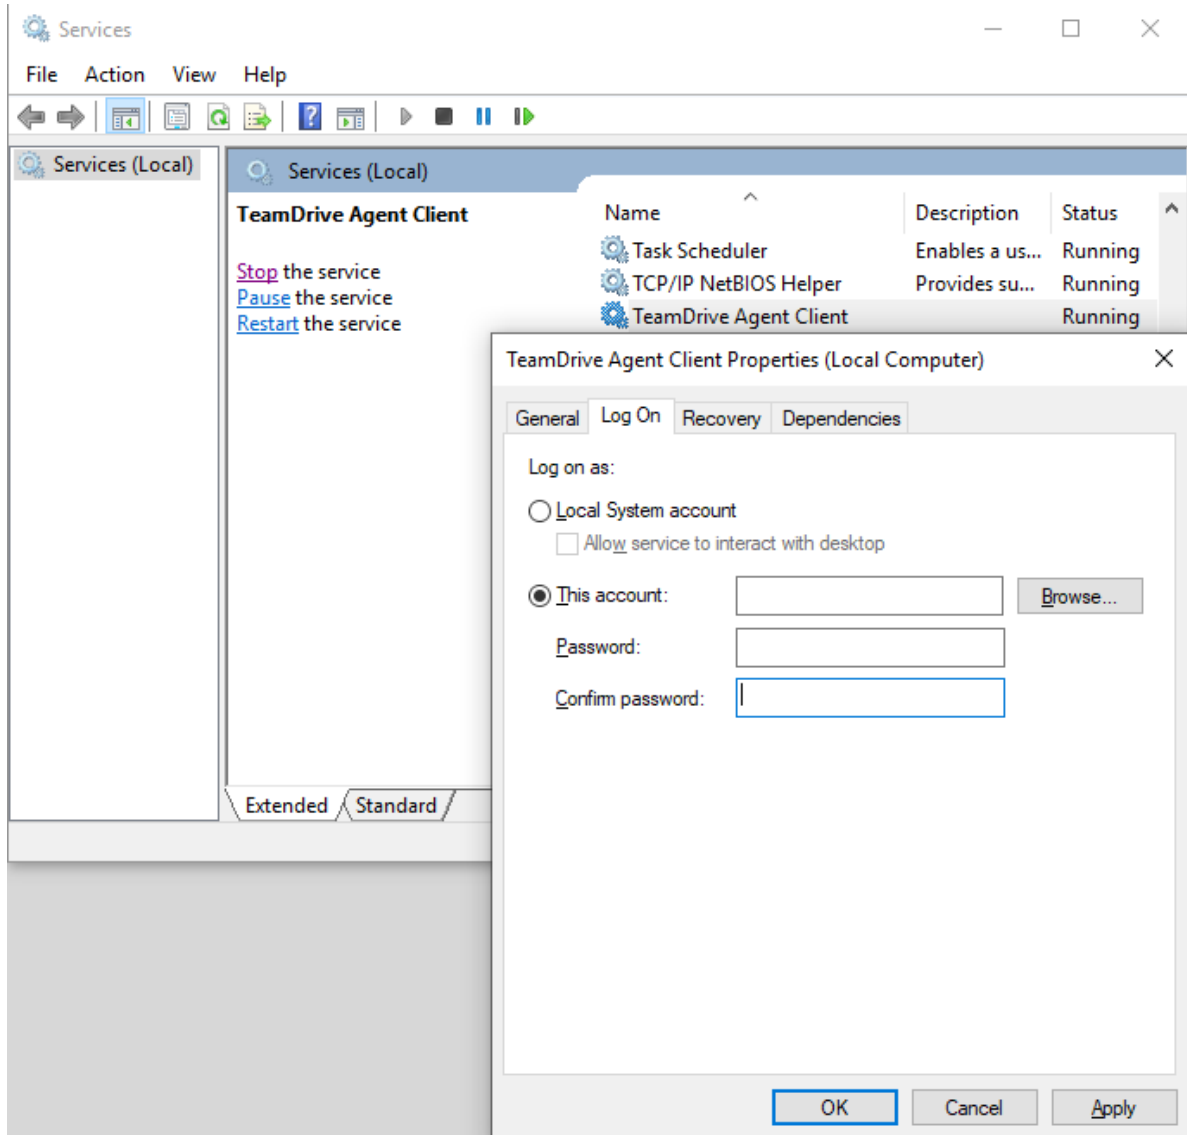 Services
File Action View Help
Services (Local)
Services (Local)
TeamDrive Agent Client
Stop the service
Pause the service
Restart the service
Name Description Status
Task Scheduler Enables a us... Running
TCP/IP NetBIOS Helper Provides su... Running
TeamDrive Agent Client Running
TeamDrive Agent Client Properties (Local Computer)
General Log On Recovery Dependencies
Log on as:
Local System account
Allow service to interact with desktop
This account: Browse...
Password:
Confirm password:
Extended Standard
OK Cancel Apply